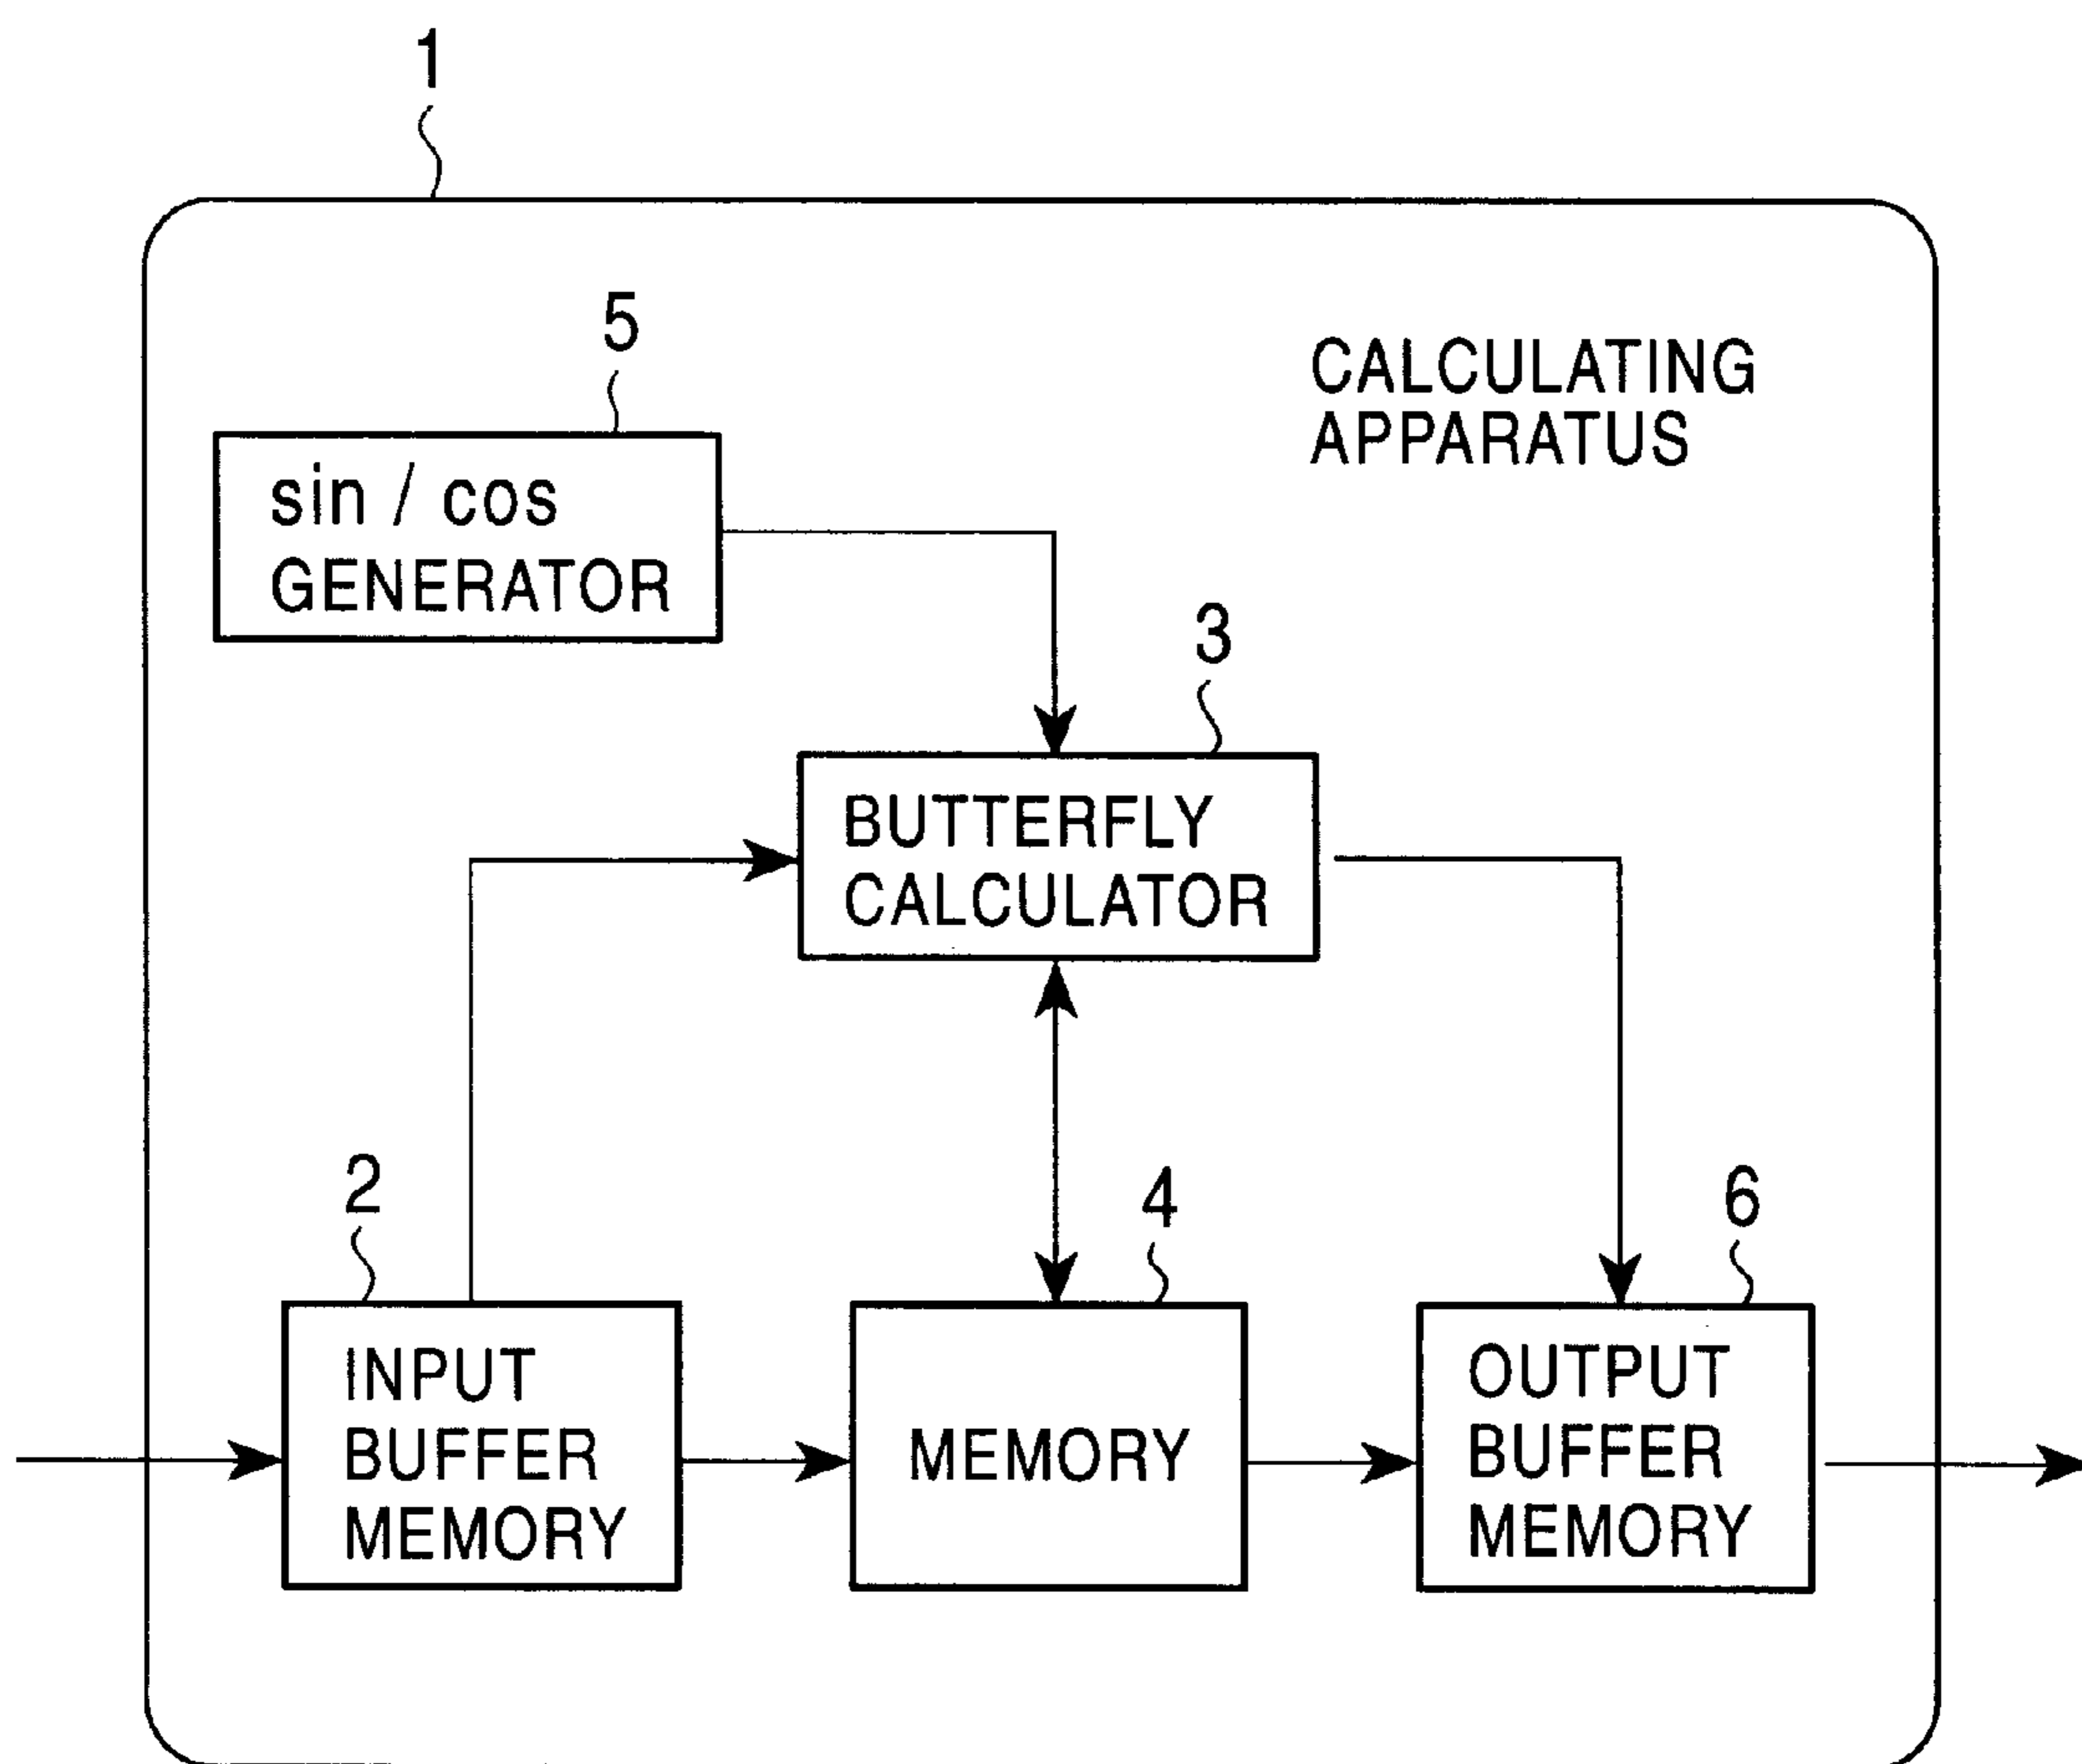 1
5
CALCULATING
APPARATUS
sin / cos
GENERATOR
3
BUTTERFLY
CALCULATOR
2
4
6
INPUT
BUFFER
MEMORY
MEMORY
OUTPUT
BUFFER
MEMORY